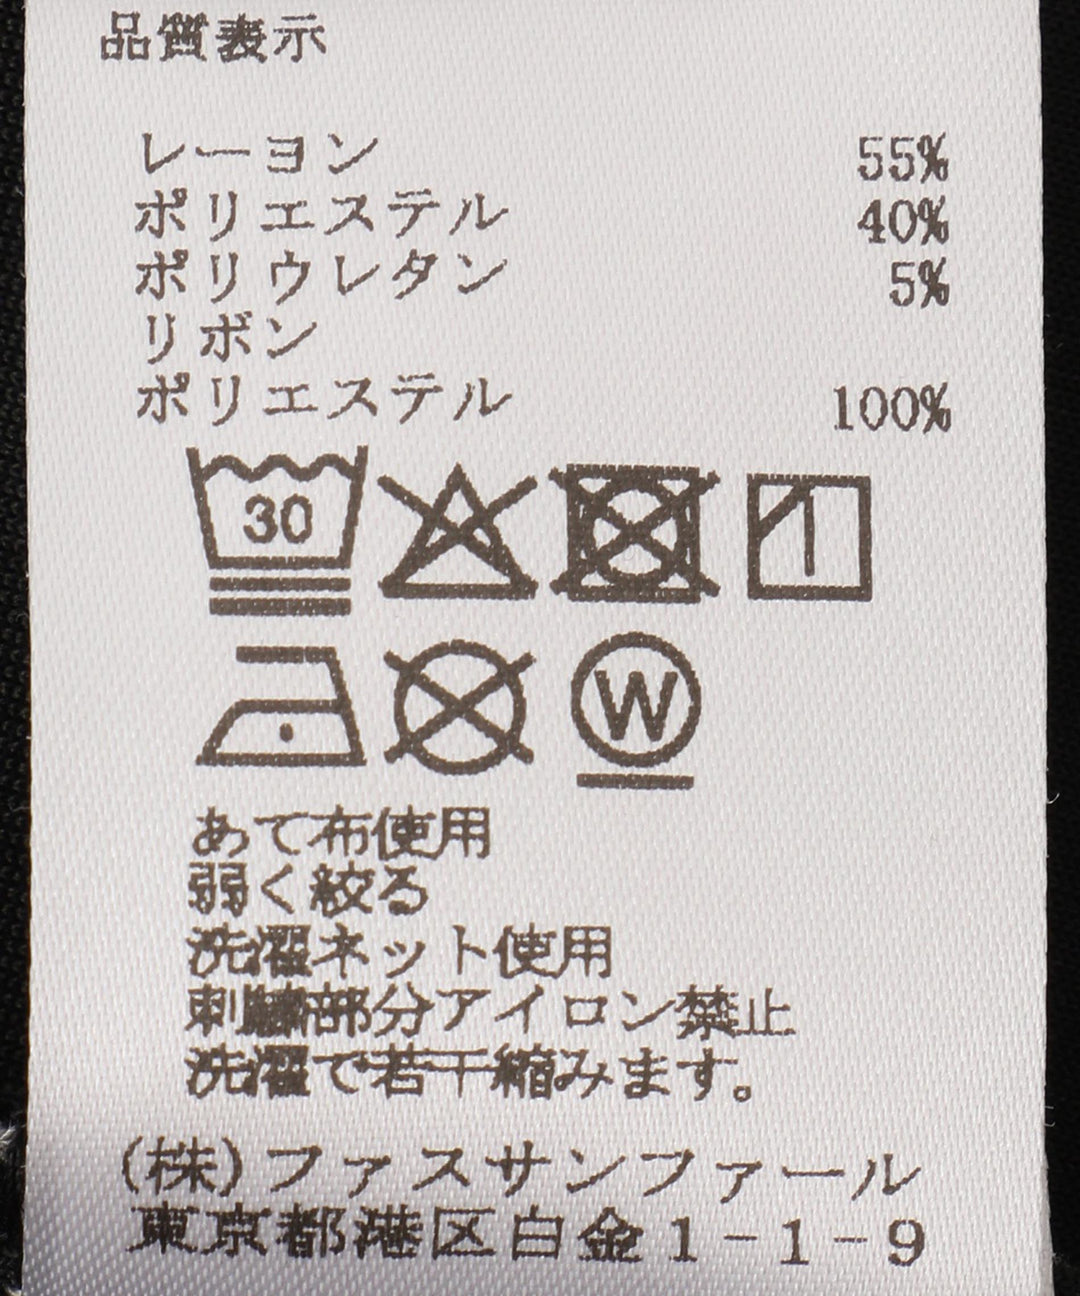 品質表示
レーヨン 55%
ポリエステル 40%
ポリウレタン 5%
リボン
ポリエステル 100%
30
W
あて布使用
弱く絞る
洗濯ネット使用
刺繍部分アイロン禁止
洗濯で若干縮みます。
(株)ファスサンファール
東京都港区白金1-1-9